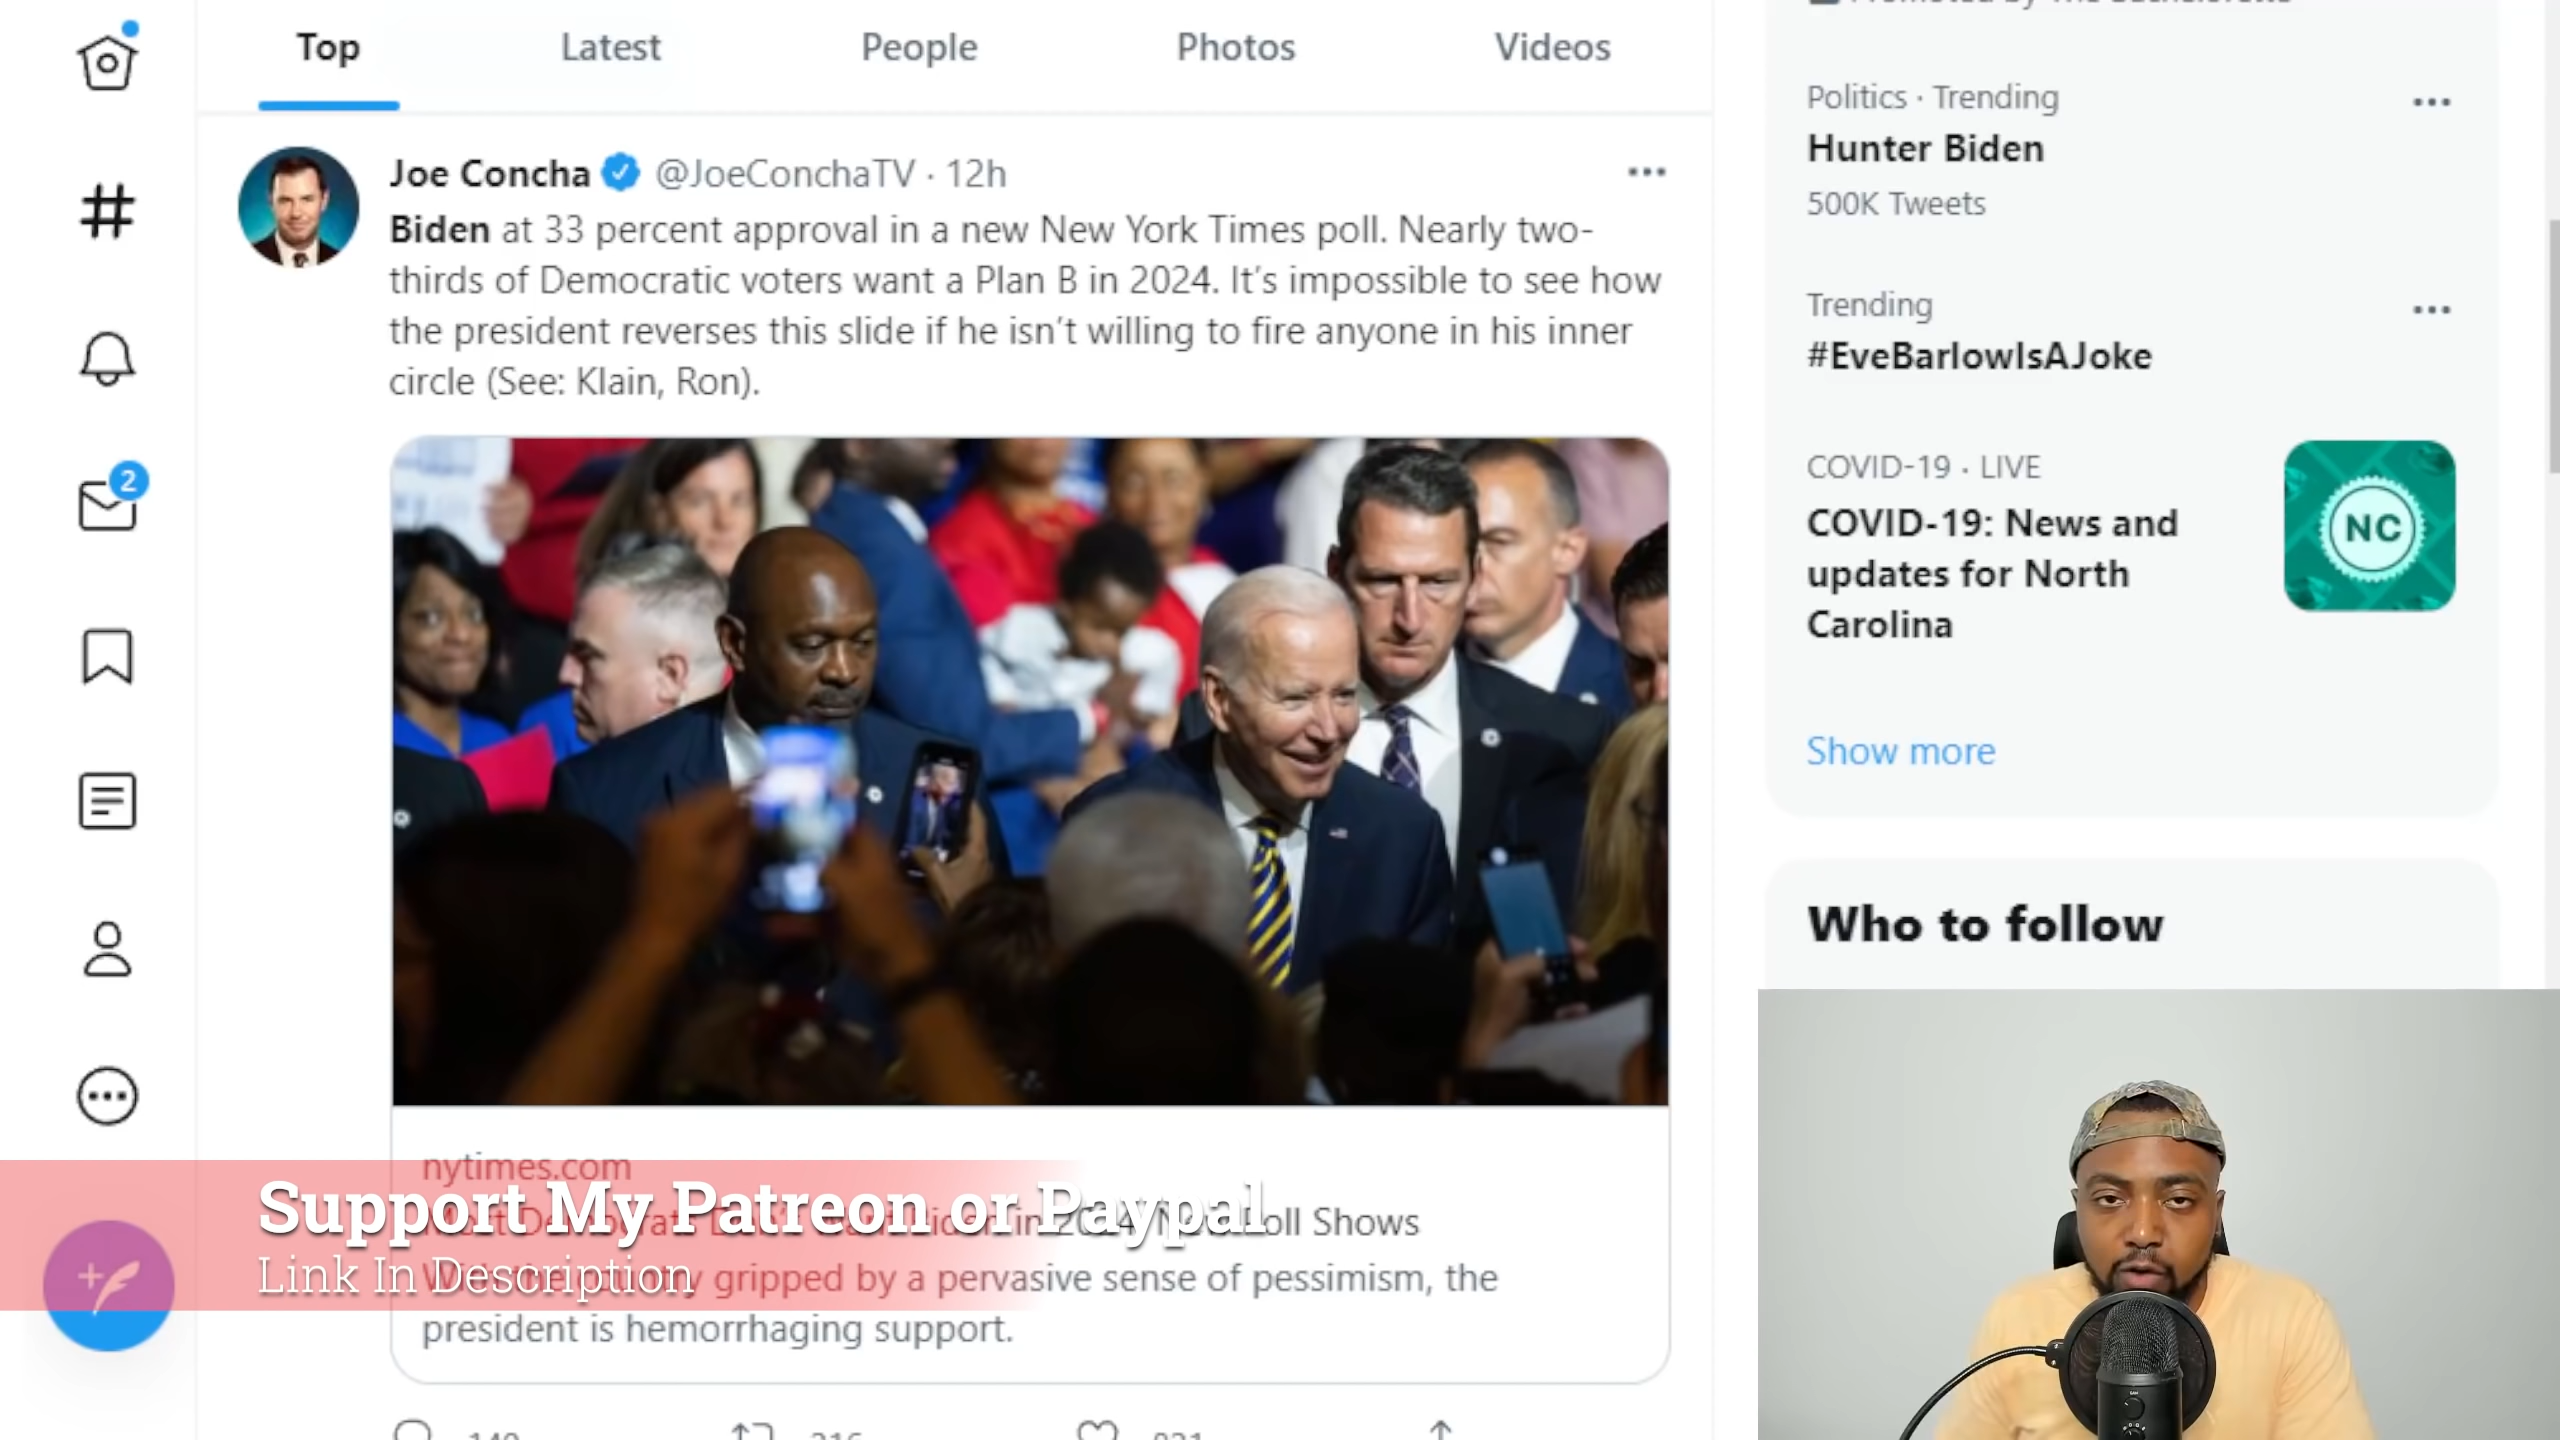 Top
Latest
People
Photos
Videos
Joe Concha @JoeConchaTV · 12h
Biden at 33 percent approval in a new New York Times poll. Nearly two-
thirds of Democratic voters want a Plan B in 2024. It's impossible to see how
the president reverses this slide if he isn't willing to fire anyone in his inner
circle (See: Klain, Ron).
nytimes.com
in 2024, New Poll Shows
gripped by a pervasive sense of pessimism, the
president is hemorrhaging support.
Support My Patreon or Paypal
Link In Description
2
Politics · Trending
Hunter Biden
500K Tweets
Trending
#EveBarlowIsAJoke
COVID-19 · LIVE
COVID-19: News and
updates for North
Carolina
NC
Show more
Who to follow